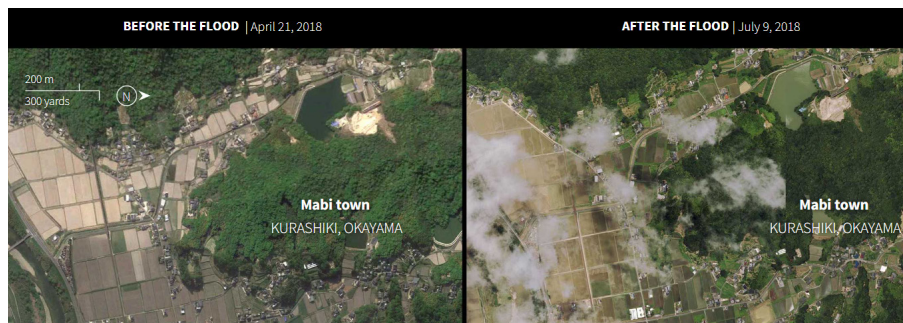 BEFORE THE FLOOD | April 21, 2018
AFTER THE FLOOD | July 9, 2018
200 m
300 yards
N
Mabi town
KURASHIKI, OKAYAMA
Mabi town
KURASHIKI, OKAYAMA